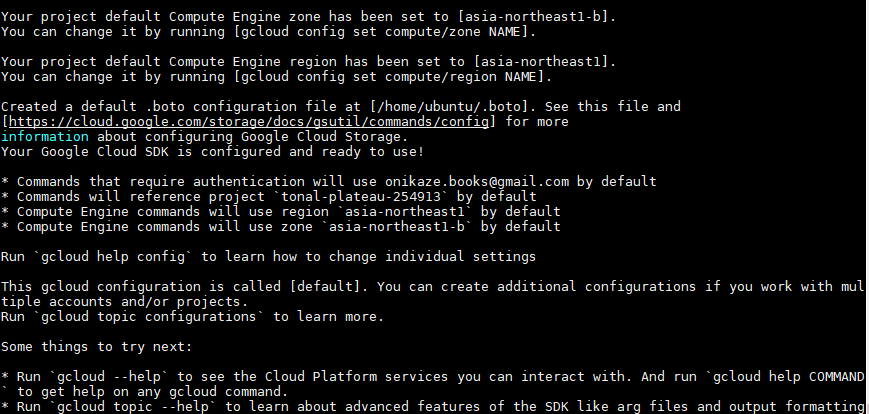 Your project default Compute Engine zone has been set to [asia-northeast1-b].
You can change it by running [gcloud config set compute/zone NAME].
Your project default Compute Engine region has been set to [asia-northeast1].
You can change it by running [gcloud config set compute/region NAME].
Created a default .boto configuration file at [/home/ubuntu/.boto]. See this file and
[https://cloud.google.com/storage/docs/gsutil/commands/config] for more
information about configuring Google Cloud Storage.
Your Google Cloud SDK is configured and ready to use!
* Commands that require authentication will use onikaze.books@gmail.com by default
* Commands will reference project `tonal-plateau-254913` by default
* Compute Engine commands will use region `asia-northeast1` by default
* Compute Engine commands will use zone `asia-northeast1-b` by default
Run `gcloud help config` to learn how to change individual settings
This gcloud configuration is called [default]. You can create additional configurations if you work with mul
tiple accounts and/or projects.
Run `gcloud topic configurations` to learn more.
Some things to try next:
* Run `gcloud --help` to see the Cloud Platform services you can interact with. And run `gcloud help COMMAND
` to get help on any gcloud command.
* Run `gcloud topic --help` to learn about advanced features of the SDK like arg files and output formatting